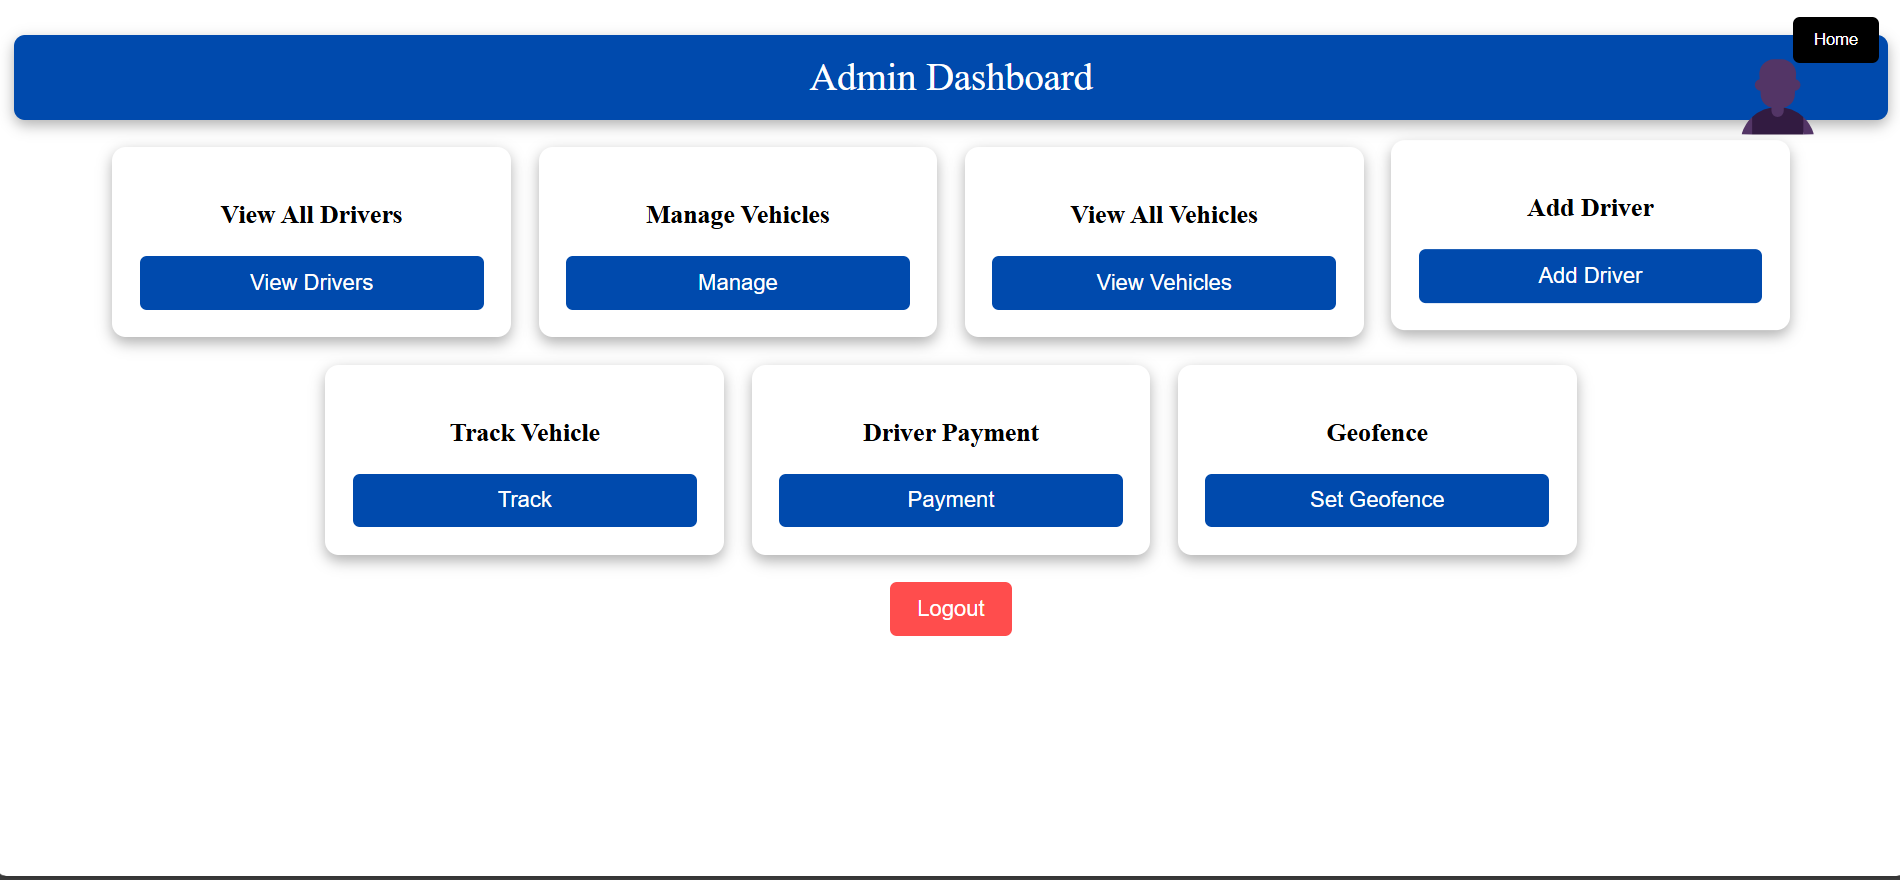 Home
Admin Dashboard
View All Drivers
View Drivers
Manage Vehicles
Manage
View All Vehicles
View Vehicles
Add Driver
Add Driver
Track Vehicle
Track
Driver Payment
Payment
Geofence
Set Geofence
Logout